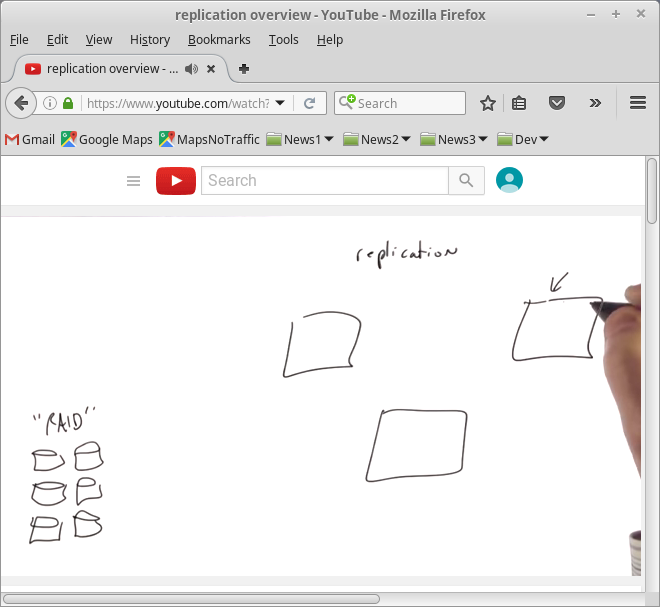 replication overview - YouTube - Mozilla Firefox
File Edit View History Bookmarks Tools Help
replication overview - ...
https://www.youtube.com/watch? Search
Gmail Google Maps MapsNoTraffic News1 News2 News3 Dev
Search
replication
"RAID"